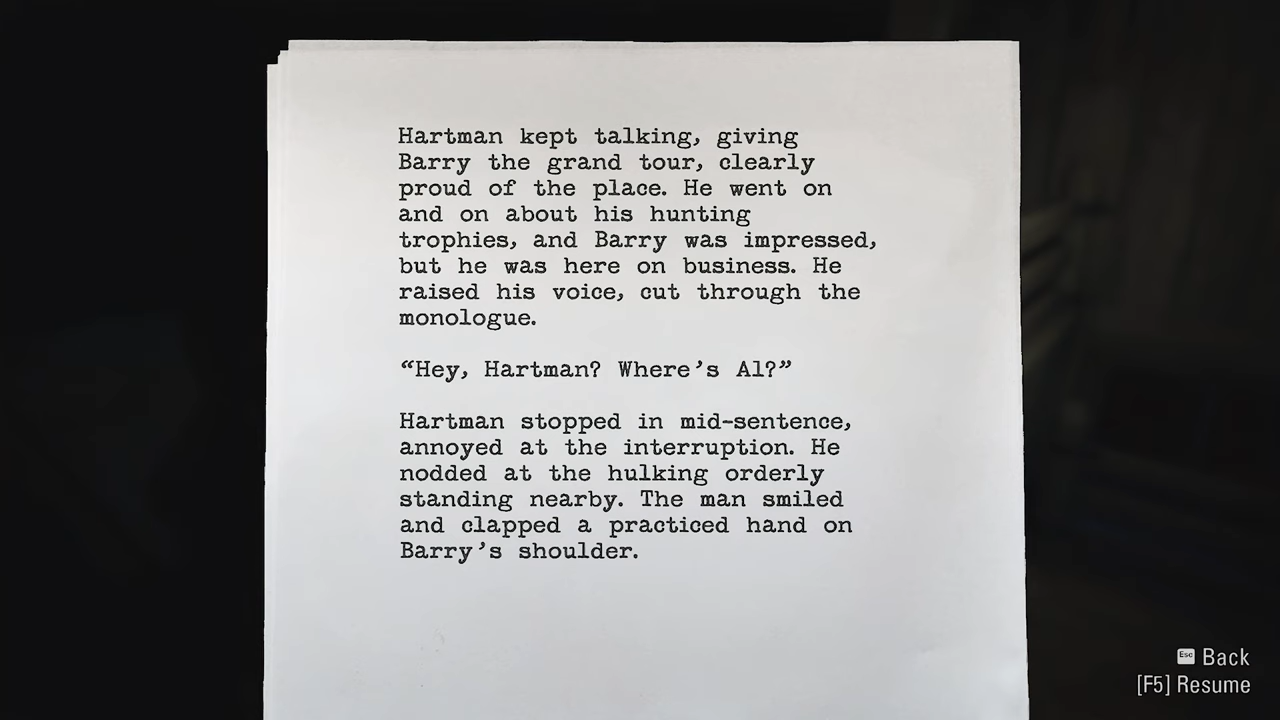 Hartman kept talking, giving
Barry the grand tour, clearly
proud of the place. He went on
and on about his hunting
trophies, and Barry was impressed,
but he was here on business. He
raised his voice, cut through the
monologue.
“Hey, Hartman? Where’s Al?”
Hartman stopped in mid-sentence,
annoyed at the interruption. He
nodded at the hulking orderly
standing nearby. The man smiled
and clapped a practiced hand on
Barry’s shoulder.
Esc Back
[F5] Resume